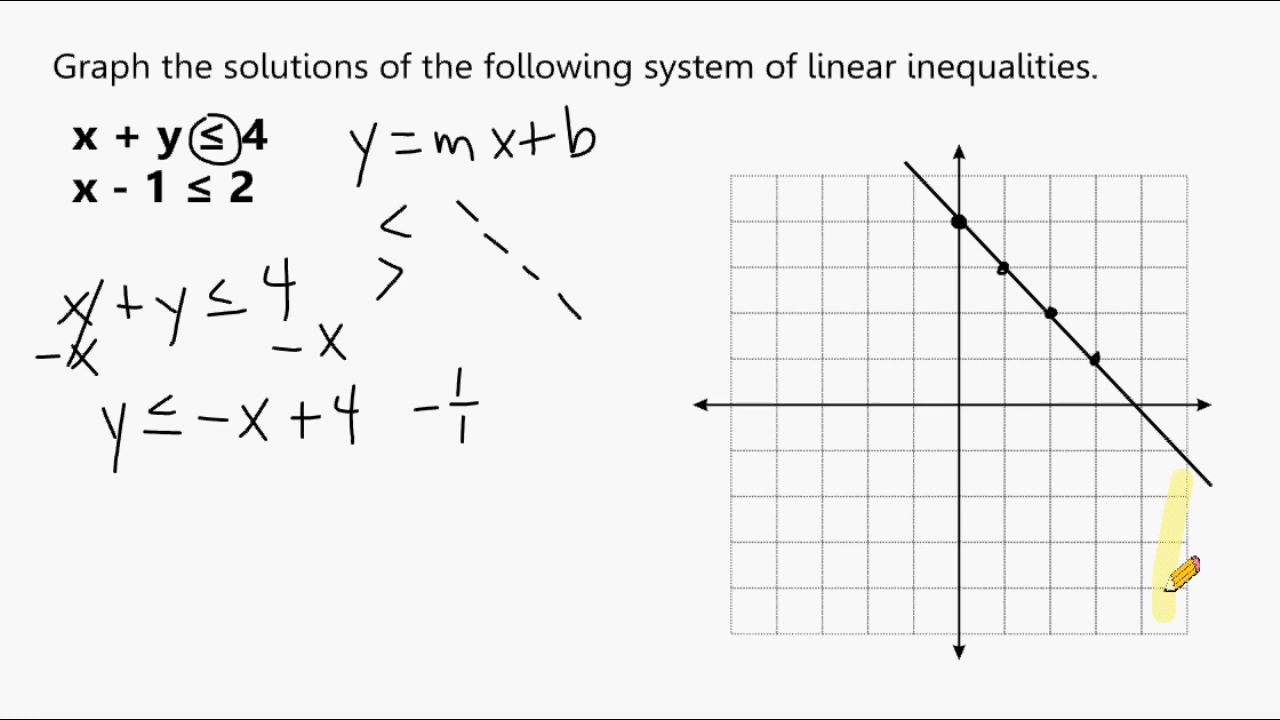 Graph the solutions of the following system of linear inequalities.
x + y ≤ 4
x - 1 ≤ 2
y = mx+b
<
>
x + y ≤ 4
-x -x
y ≤ -x + 4
-1/1